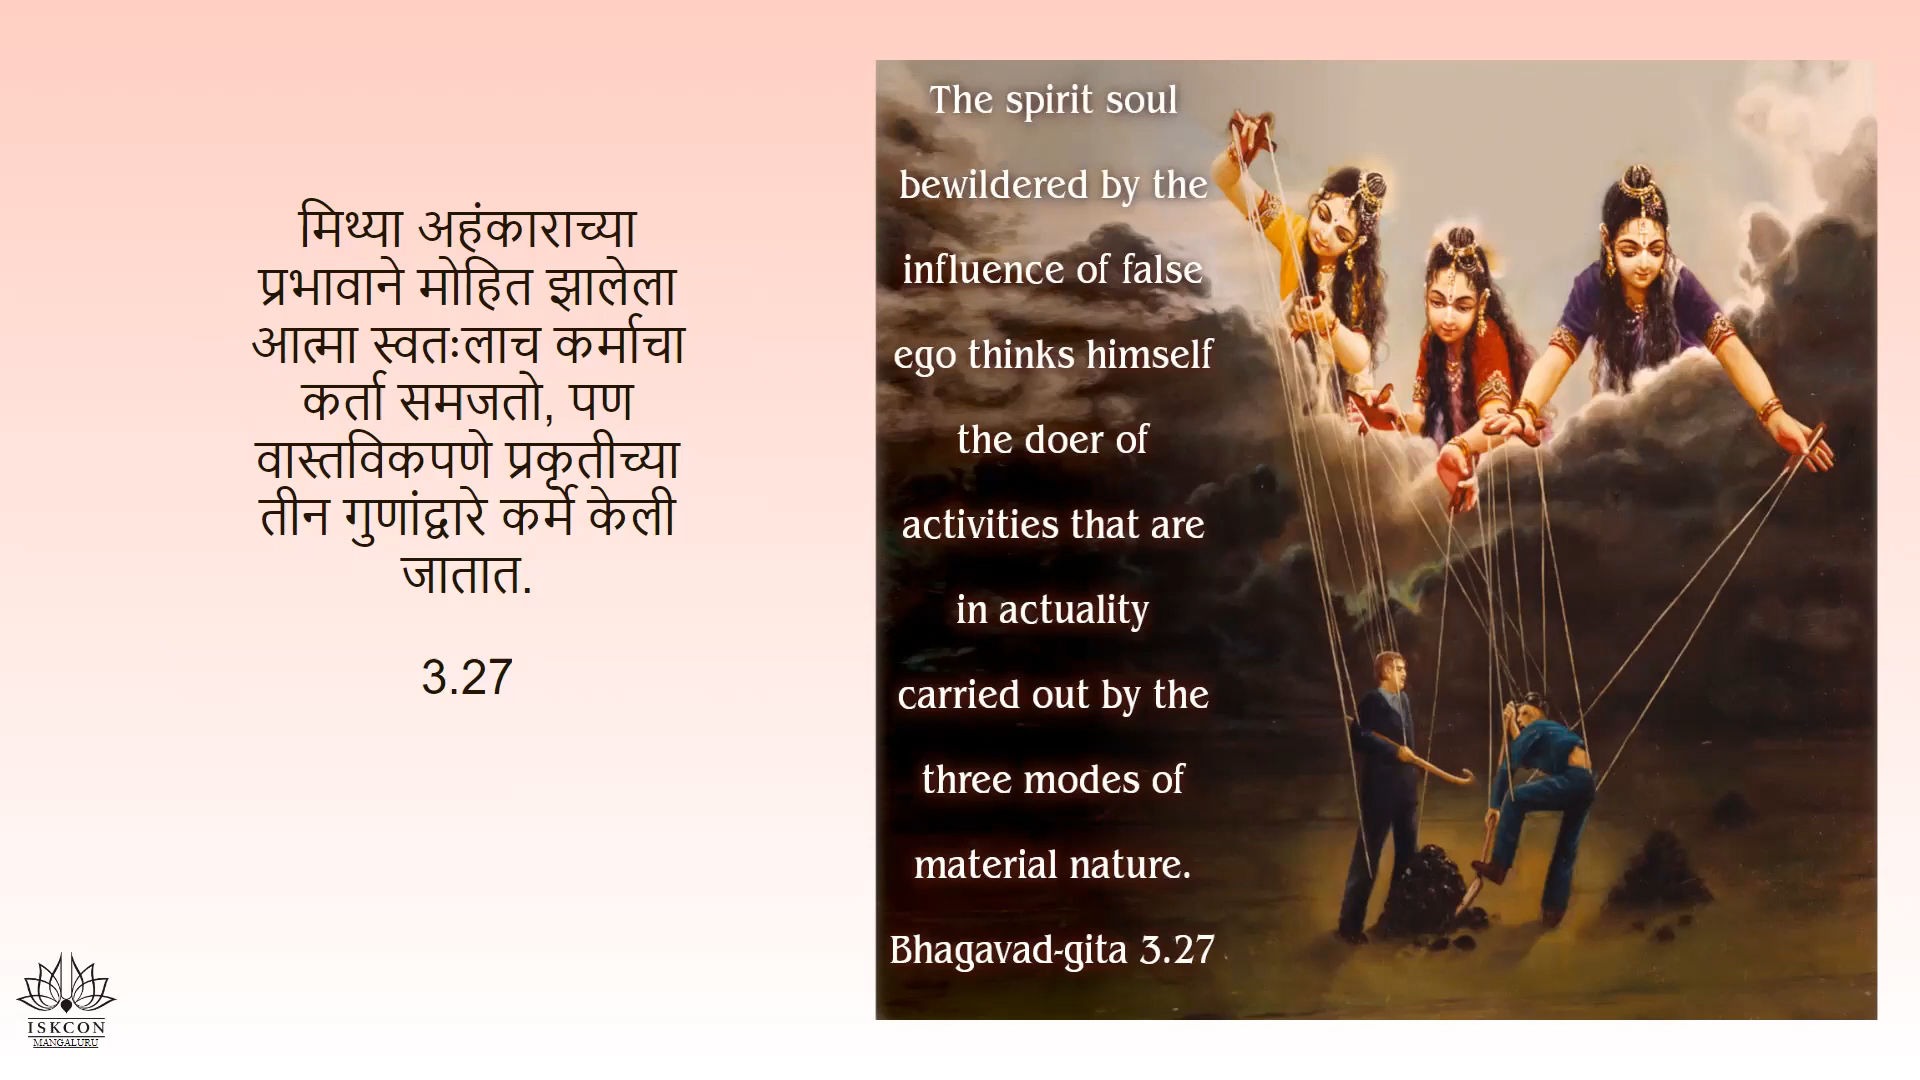 मिथ्या अहंकाराच्या
प्रभावाने मोहित झालेला
आत्मा स्वतःलाच कर्माचा
कर्ता समजतो, पण
वास्तविकपणे प्रकृतीच्या
तीन गुणांद्वारे कर्मे केली
जातात.
3.27
The spirit soul
bewildered by the
influence of false
ego thinks himself
the doer of
activities that are
in actuality
carried out by the
three modes of
material nature.
Bhagavad-gita 3.27
ISKCON
MANGALURU